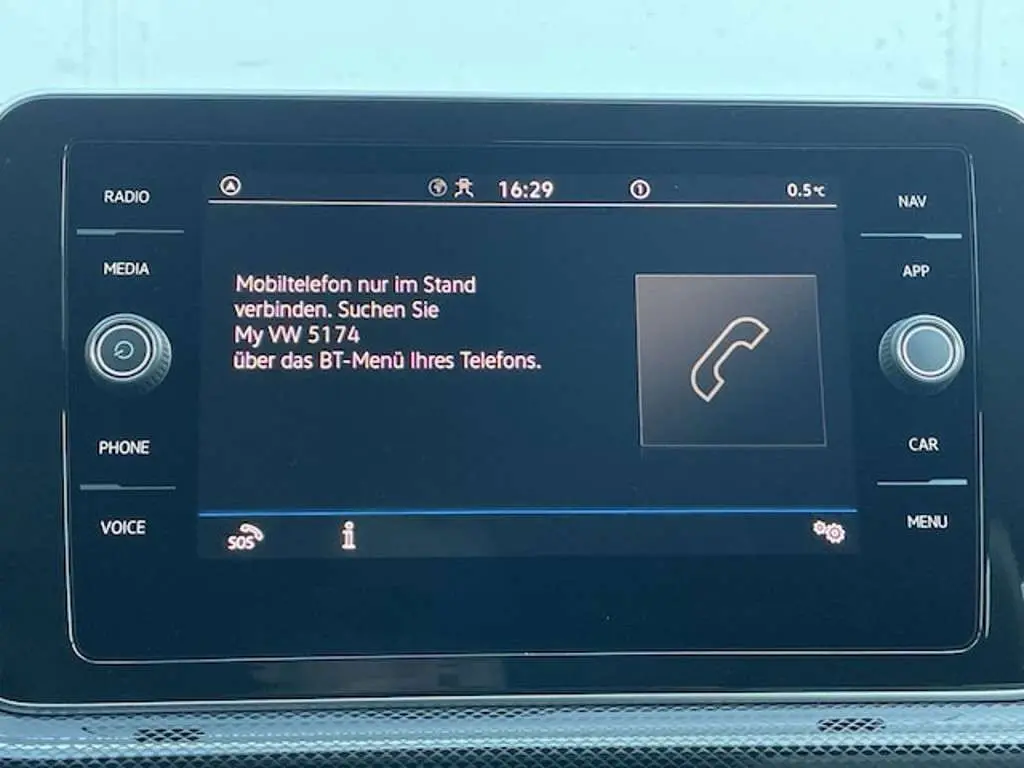 RADIO
MEDIA
PHONE
VOICE
16:29
1
0.5°C
Mobiltelefon nur im Stand
verbinden. Suchen Sie
My VW 5174
über das BT-Menü Ihres Telefons.
SOS
i
NAV
APP
CAR
MENU